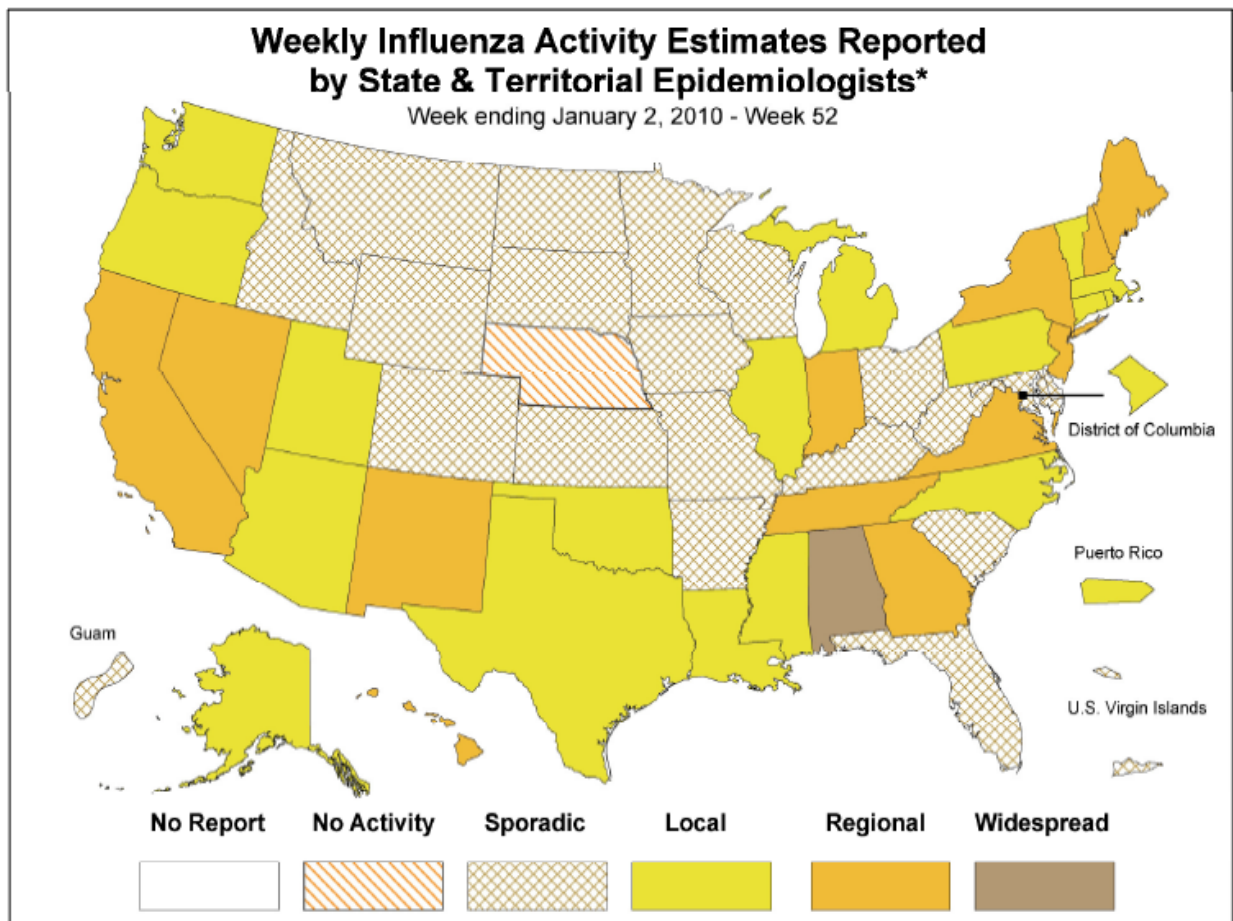 Weekly Influenza Activity Estimates Reported
by State & Territorial Epidemiologists*
Week ending January 2, 2010 - Week 52
District of Columbia
Puerto Rico
Guam
U.S. Virgin Islands
No Report No Activity Sporadic Local Regional Widespread